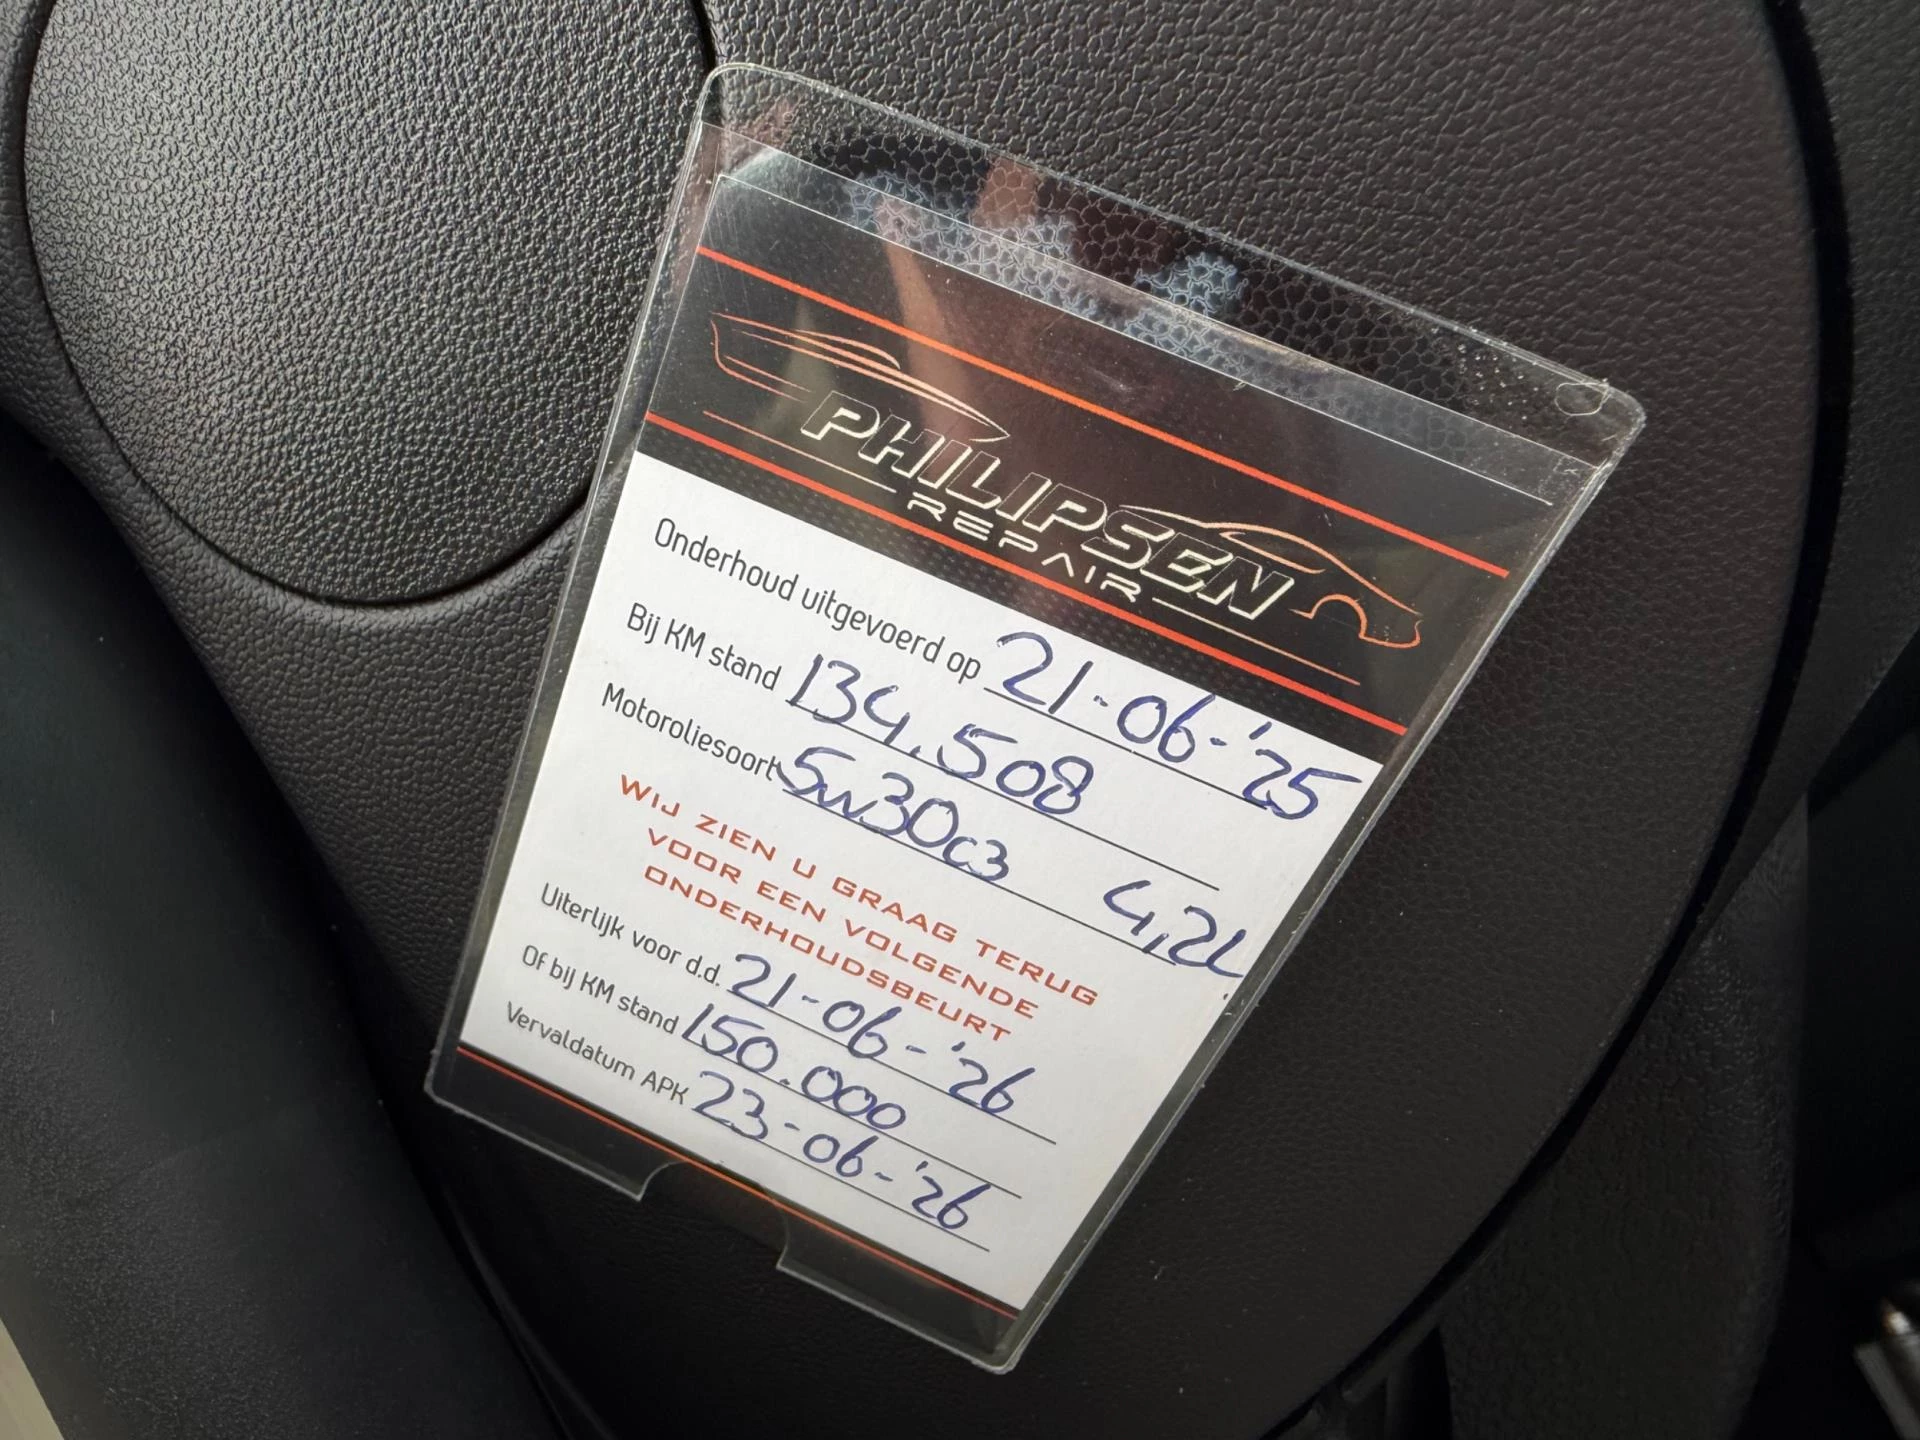 PHILIPSEN
REPAIR
Onderhoud uitgevoerd op 21-06-'25
Bij KM stand 134.508
Motoroliesoort 5w30c3 4,2L
WIJ ZIEN U GRAAG TERUG
VOOR EEN VOLGENDE
ONDERHOUDSBEURT
Uiterlijk voor d.d. 21-06-'26
Of bij KM stand 150.000
Vervaldatum APK 23-06-'26